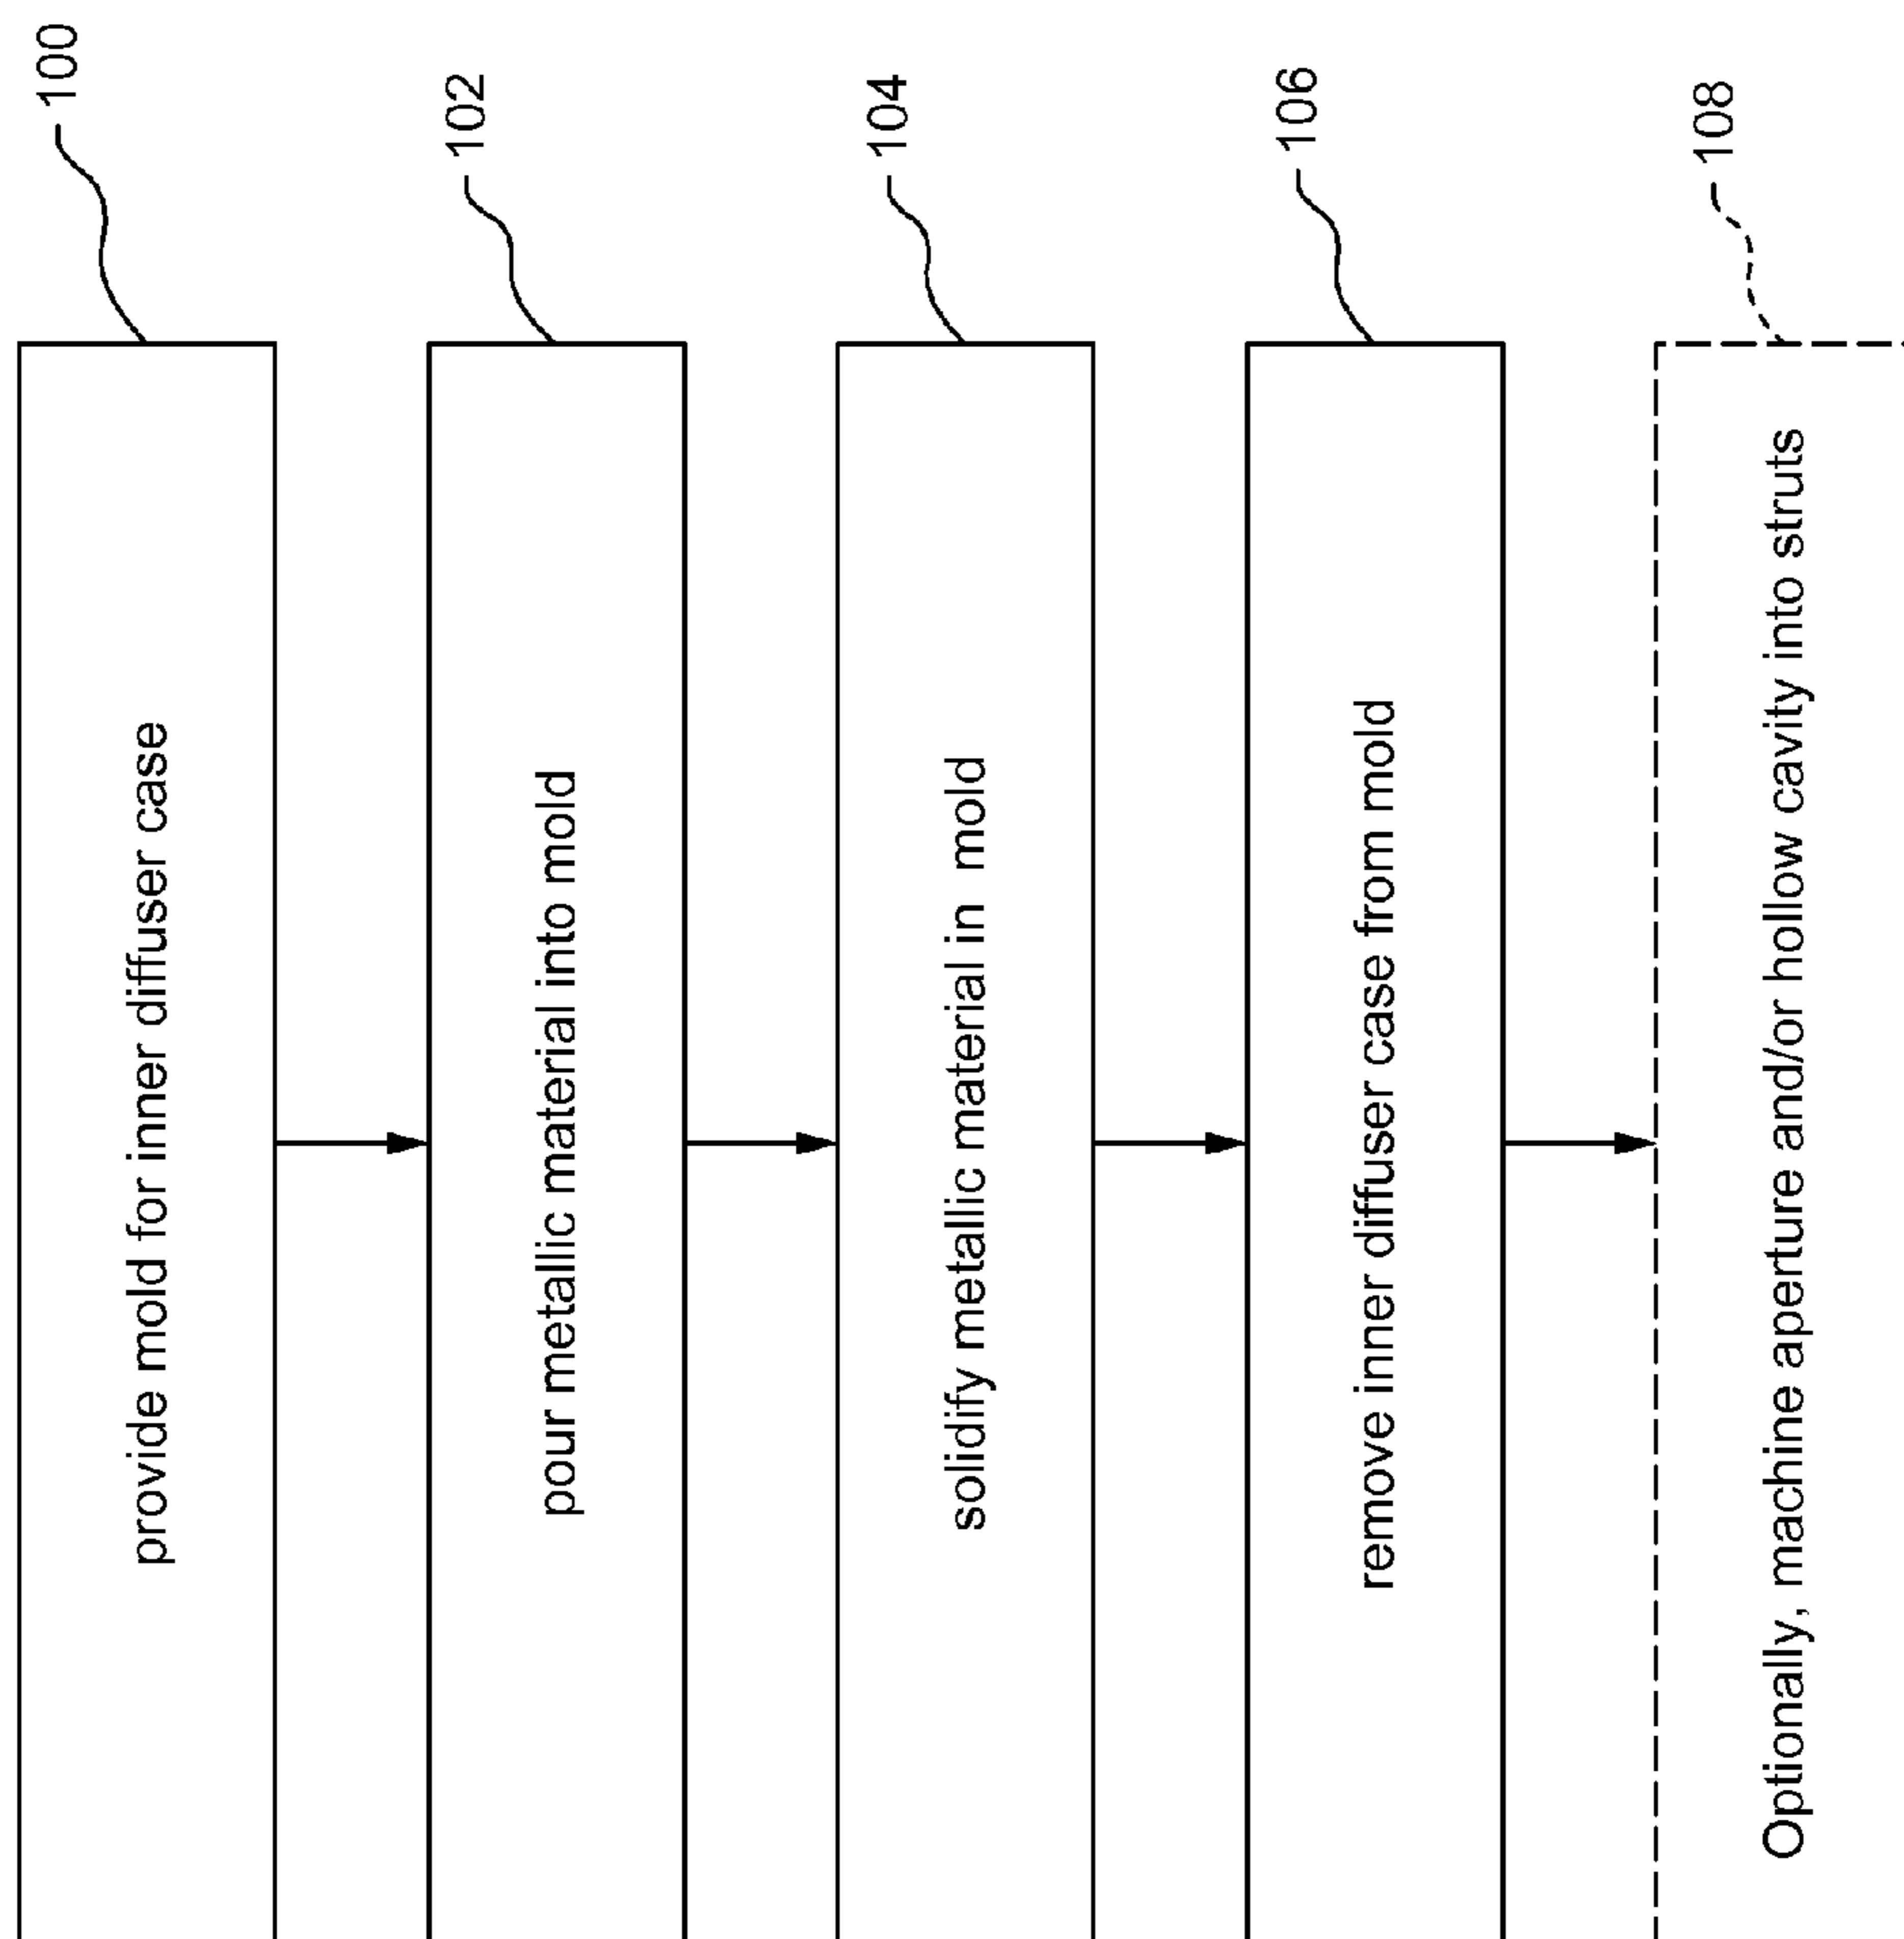 100
provide mold for inner diffuser case
102
pour metallic material into mold
104
solidify metallic material in mold
106
remove inner diffuser case from mold
108
Optionally, machine aperture and/or hollow cavity into struts